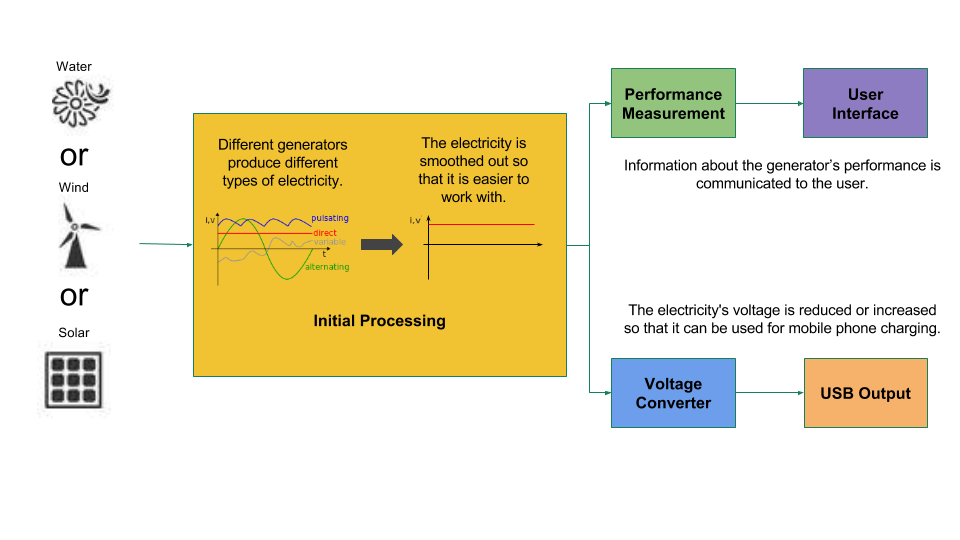 Water
or
Wind
or
Solar
Different generators
produce different
types of electricity.
I,v
pulsating
direct
variable
t
alternating
The electricity is
smoothed out so
that it is easier to
work with.
I,v
Initial Processing
Performance
Measurement
User
Interface
Information about the generator’s performance is
communicated to the user.
The electricity's voltage is reduced or increased
so that it can be used for mobile phone charging.
Voltage
Converter
USB Output